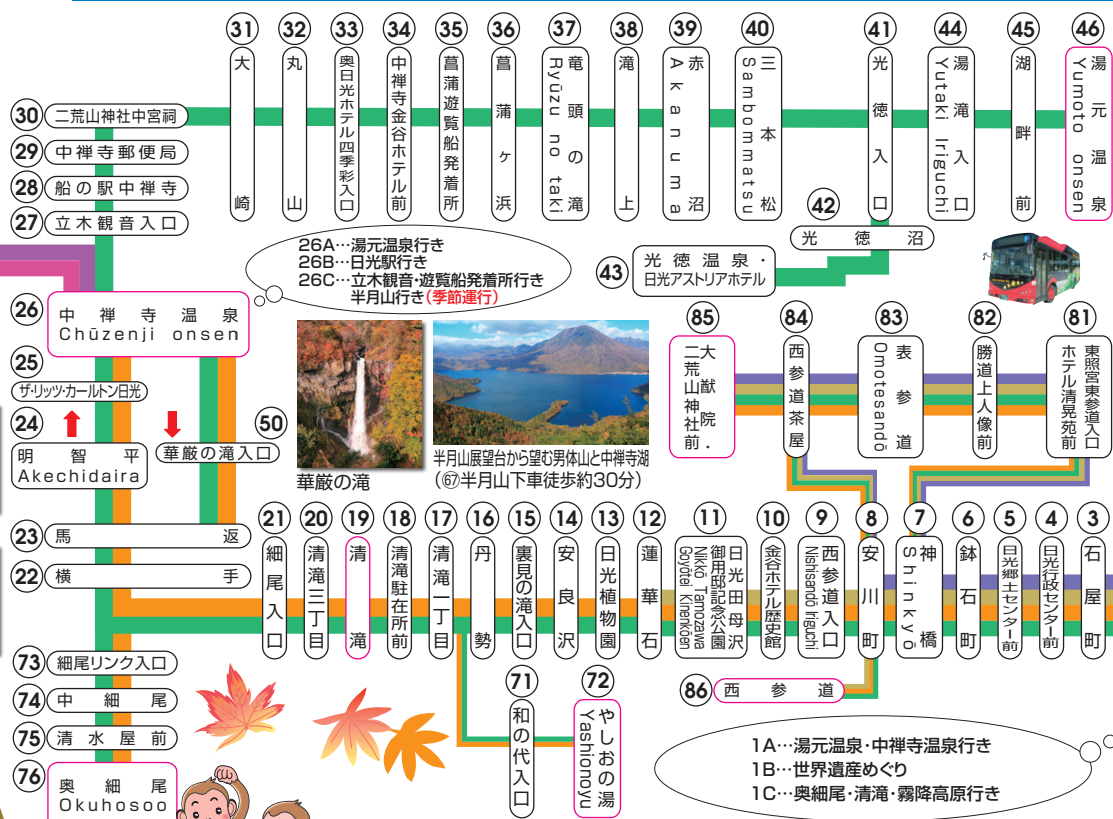 31
大崎
32
丸山
33
奥日光ホテル四季彩入口
34
中禅寺金谷ホテル前
35
菖蒲遊覧船発着所
36
菖蒲ヶ浜
37
竜頭の滝
Ryūzu no taki
38
滝上
39
赤沼
Akanuma
40
三本松
Sambommatsu
41
光徳入口
44
湯滝入口
Yutaki Iriguchi
45
湖畔前
46
湯元温泉
Yumoto onsen
30 二荒山神社中宮祠
29 中禅寺郵便局
28 船の駅中禅寺
27 立木観音入口
42
光徳沼
43 光徳温泉・
日光アストリアホテル
26A…湯元温泉行き
26B…日光駅行き
26C…立木観音・遊覧船発着所行き
半月山行き(季節運行)
26
中禅寺温泉
Chūzenji onsen
25
ザ・リッツ・カールトン日光
24
明智平
Akechidaira
50
華厳の滝入口
華厳の滝
半月山展望台から望む男体山と中禅寺湖
(67半月山下車徒歩約30分)
85
大猷院・
二荒山神社前
84
西参道茶屋
83
表参道
Omotesandō
82
勝道上人像前
81
東照宮東参道入口
ホテル清晃苑前
23 馬返
22 横手
21
細尾入口
20
清滝三丁目
19
清滝
18
清滝駐在所前
17
清滝一丁目
16
丹勢
15
裏見の滝入口
14
安良沢
13
日光植物園
12
蓮華石
11
日光田母沢
御用邸記念公園
Nikkō Tamozawa
Goyōtei Kinenkōen
10
金谷ホテル歴史館
9
西参道入口
Nishisandō Iriguchi
8
安川町
7
神橋
Shinkyō
6
鉢石町
5
日光郷土センター前
4
日光行政センター前
3
石屋町
73 細尾リンク入口
74 中細尾
75 清水屋前
76 奥細尾
Okuhosoo
71
和の代入口
72
やしおの湯
Yashionoyu
86 西参道
1A…湯元温泉・中禅寺温泉行き
1B…世界遺産めぐり
1C…奥細尾・清滝・霧降高原行き